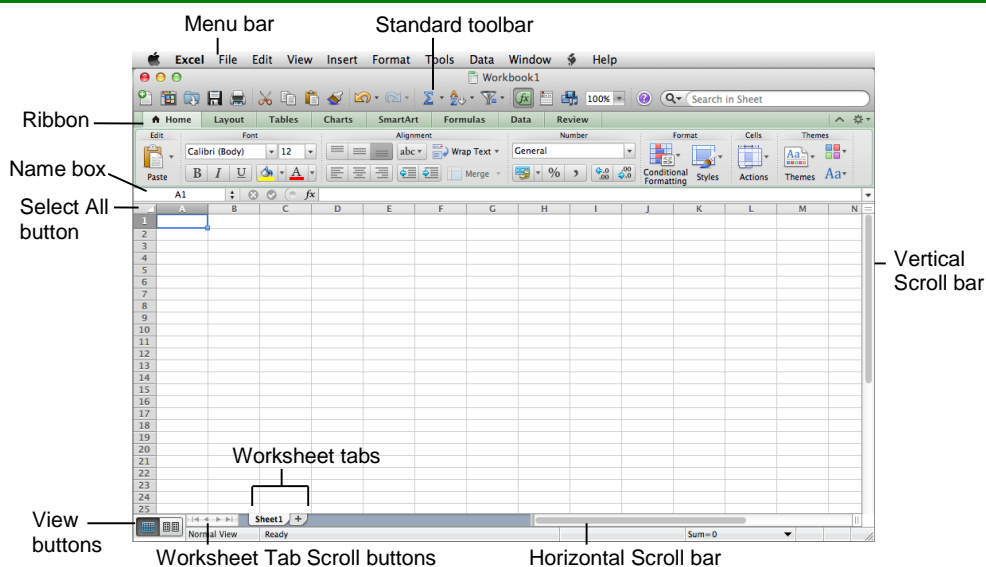 Menu bar
Standard toolbar
Excel File Edit View Insert Format Tools Data Window Help
Workbook1
100% Search in Sheet
Ribbon
Home Layout Tables Charts SmartArt Formulas Data Review
Edit Font Alignment Number Format Cells Themes
Calibri (Body) 12 abc Wrap Text General Aa
Paste B I U A Merge % , .0 .00 .00 .0 Conditional Formatting Styles Actions Themes Aa
Name box
A1 fx
Select All
button
A B C D E F G H I J K L M N
1
2
3
4
5
6
7
8
9
10
11
12
13
14
15
16
17
18
19
20
21
22
23
24
25
Vertical
Scroll bar
Worksheet tabs
Sheet1 +
View
buttons
Normal View Ready Sum=0
Worksheet Tab Scroll buttons
Horizontal Scroll bar